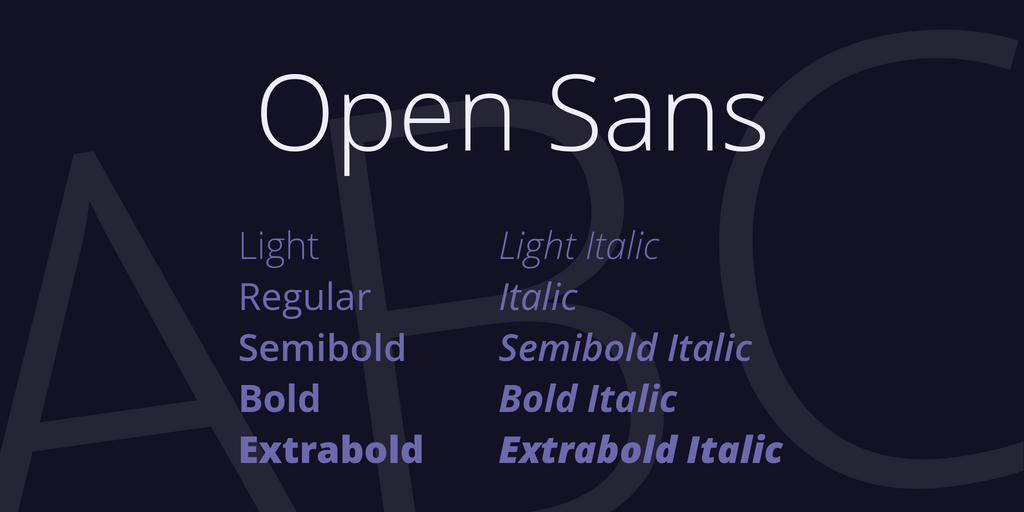 ABC
Open Sans
Light
Regular
Semibold
Bold
Extrabold
Light Italic
Italic
Semibold Italic
Bold Italic
Extrabold Italic